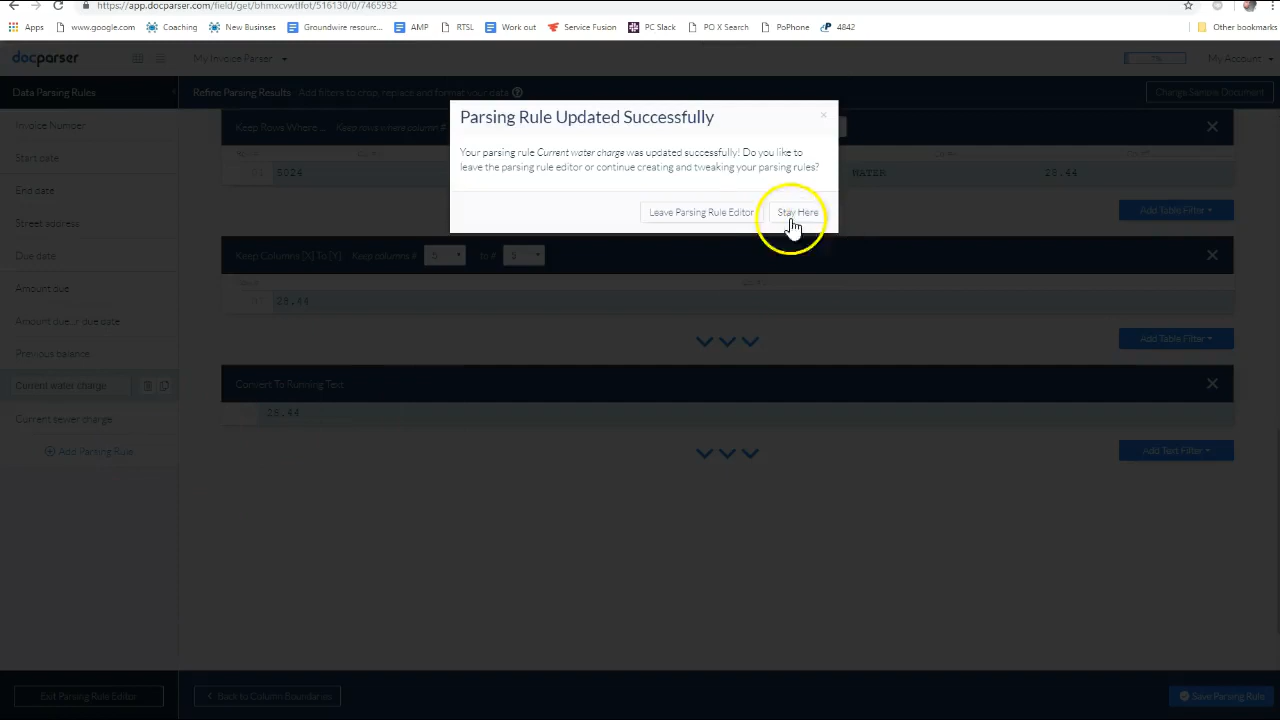 https://app.docparser.com/field/get/bhmxcvwtlfot/516130/0/7465932
Apps www.google.com Coaching New Businses Groundwire resourc... AMP RTSL Work out Service Fusion PC Slack PO X Search PoPhone 4842 Other bookmarks
docparser My Invoice Parser My Account
Data Parsing Rules Refine Parsing Results Add filters to crop, replace and format your data Change Sample Document
Parsing Rule Updated Successfully ×
Your parsing rule Current water charge was updated successfully! Do you like to
leave the parsing rule editor or continue creating and tweaking your parsing rules?
Leave Parsing Rule Editor Stay Here
Invoice Number
Start date
End date
Street address
Due date
Amount due
Amount due...r due date
Previous balance
Current water charge
Current sewer charge
Add Parsing Rule
Keep Rows Where ... Keep rows where column #
01 5024 WATER 28.44
Add Table Filter
Keep Columns [X] To [Y] Keep columns # to #
01 28.44
Add Table Filter
Convert To Running Text
28.44
Add Text Filter
Exit Parsing Rule Editor Back to Column Boundaries Save Parsing Rule